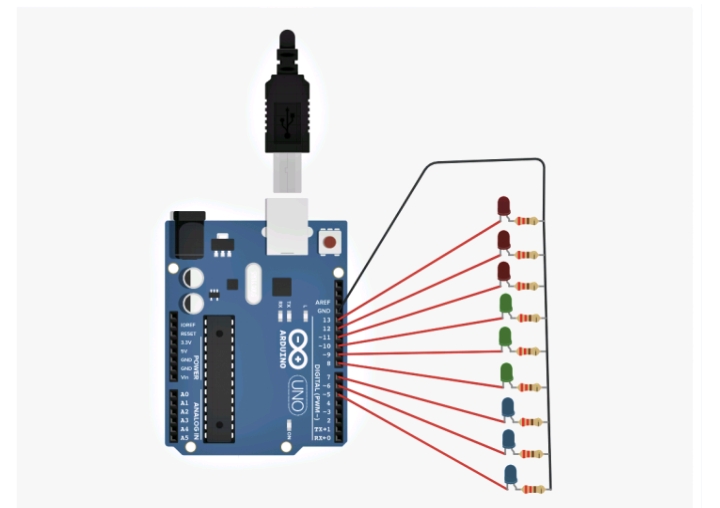 AREF
GND
13
12
~11
~10
~9
8
7
~6
~5
4
~3
2
TX→1
RX←0
L
TX
RX
ARDUINO
UNO
DIGITAL (PWM~)
ON
IOREF
RESET
3.3V
5V
GND
GND
Vin
POWER
A0
A1
A2
A3
A4
A5
ANALOG IN